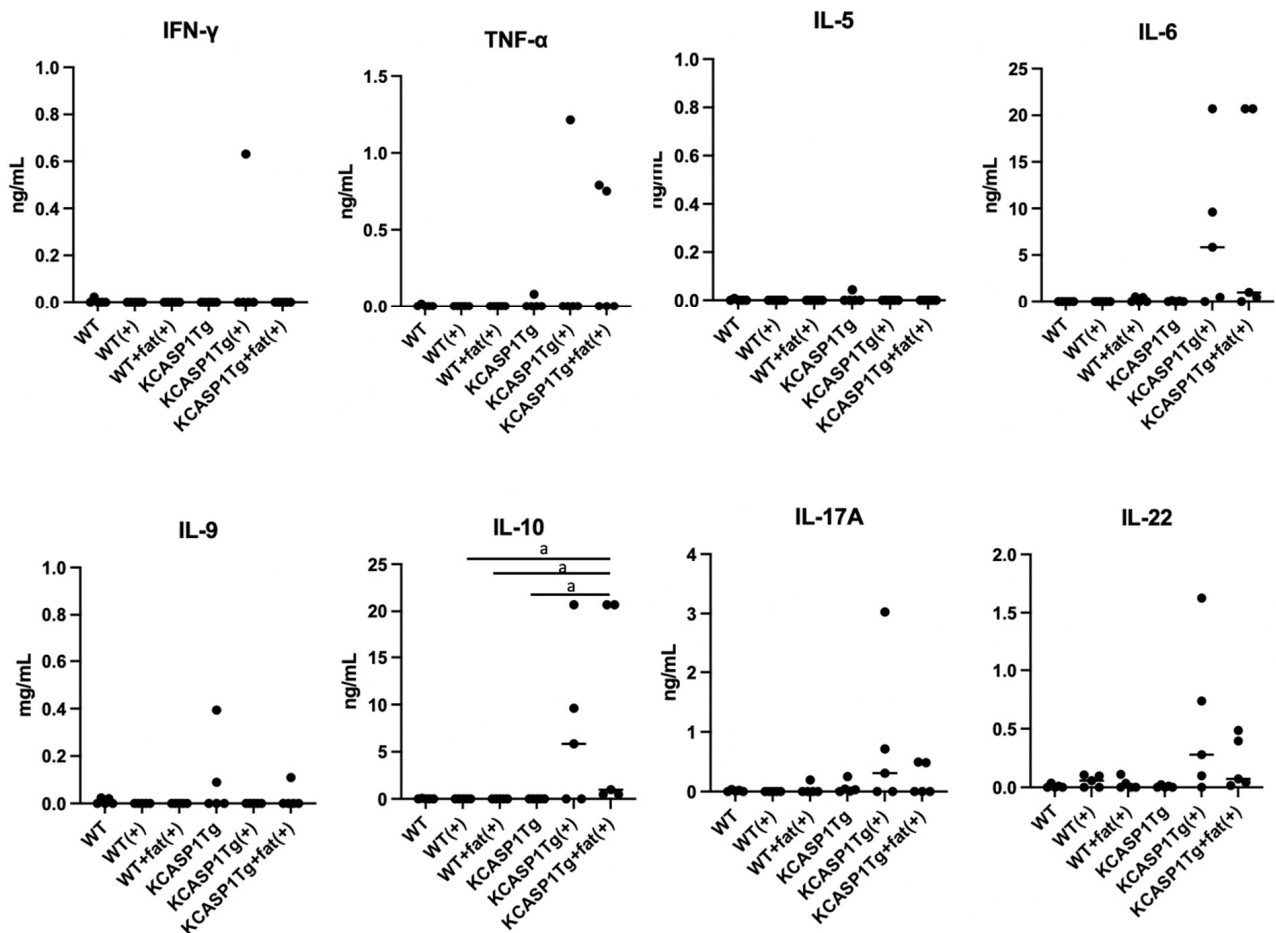 IFN-γ
ng/mL
1.0
0.8
0.6
0.4
0.2
0.0
WT
WT(+)
WT+fat(+)
KCASP1Tg
KCASP1Tg(+)
KCASP1Tg+fat(+)
TNF-α
ng/mL
1.5
1.0
0.5
0.0
WT
WT(+)
WT+fat(+)
KCASP1Tg
KCASP1Tg(+)
KCASP1Tg+fat(+)
IL-5
ng/mL
1.0
0.8
0.6
0.4
0.2
0.0
WT
WT(+)
WT+fat(+)
KCASP1Tg
KCASP1Tg(+)
KCASP1Tg+fat(+)
IL-6
ng/mL
25
20
15
10
5
0
WT
WT(+)
WT+fat(+)
KCASP1Tg
KCASP1Tg(+)
KCASP1Tg+fat(+)
IL-9
mg/mL
1.0
0.8
0.6
0.4
0.2
0.0
WT
WT(+)
WT+fat(+)
KCASP1Tg
KCASP1Tg(+)
KCASP1Tg+fat(+)
IL-10
a
a
a
ng/mL
25
20
15
10
5
0
WT
WT(+)
WT+fat(+)
KCASP1Tg
KCASP1Tg(+)
KCASP1Tg+fat(+)
IL-17A
ng/mL
4
3
2
1
0
WT
WT(+)
WT+fat(+)
KCASP1Tg
KCASP1Tg(+)
KCASP1Tg+fat(+)
IL-22
ng/mL
2.0
1.5
1.0
0.5
0.0
WT
WT(+)
WT+fat(+)
KCASP1Tg
KCASP1Tg(+)
KCASP1Tg+fat(+)